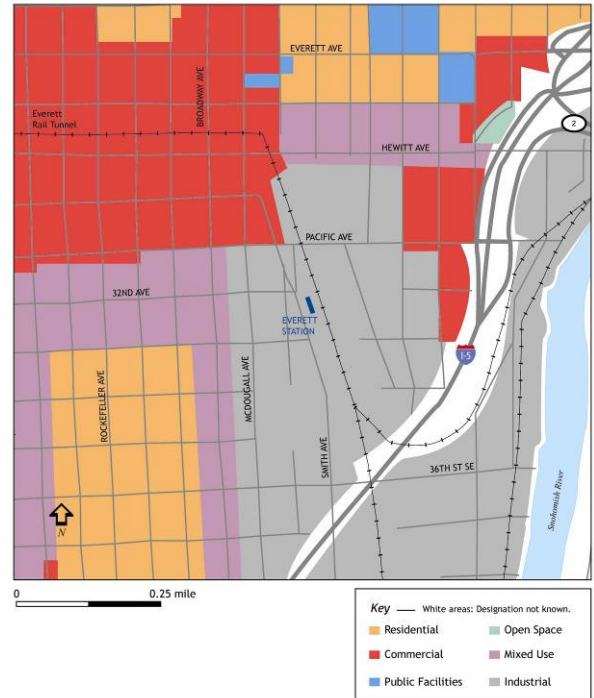 EVERETT AVE
BROADWAY AVE
Everett
Rail Tunnel
2
HEWITT AVE
PACIFIC AVE
32ND AVE
EVERETT
STATION
I-5
ROCKEFELLER AVE
MCDOUGALL AVE
SMITH AVE
36TH ST SE
Snohomish River
N
0 0.25 mile
Key — White areas: Designation not known.
Residential
Open Space
Commercial
Mixed Use
Public Facilities
Industrial